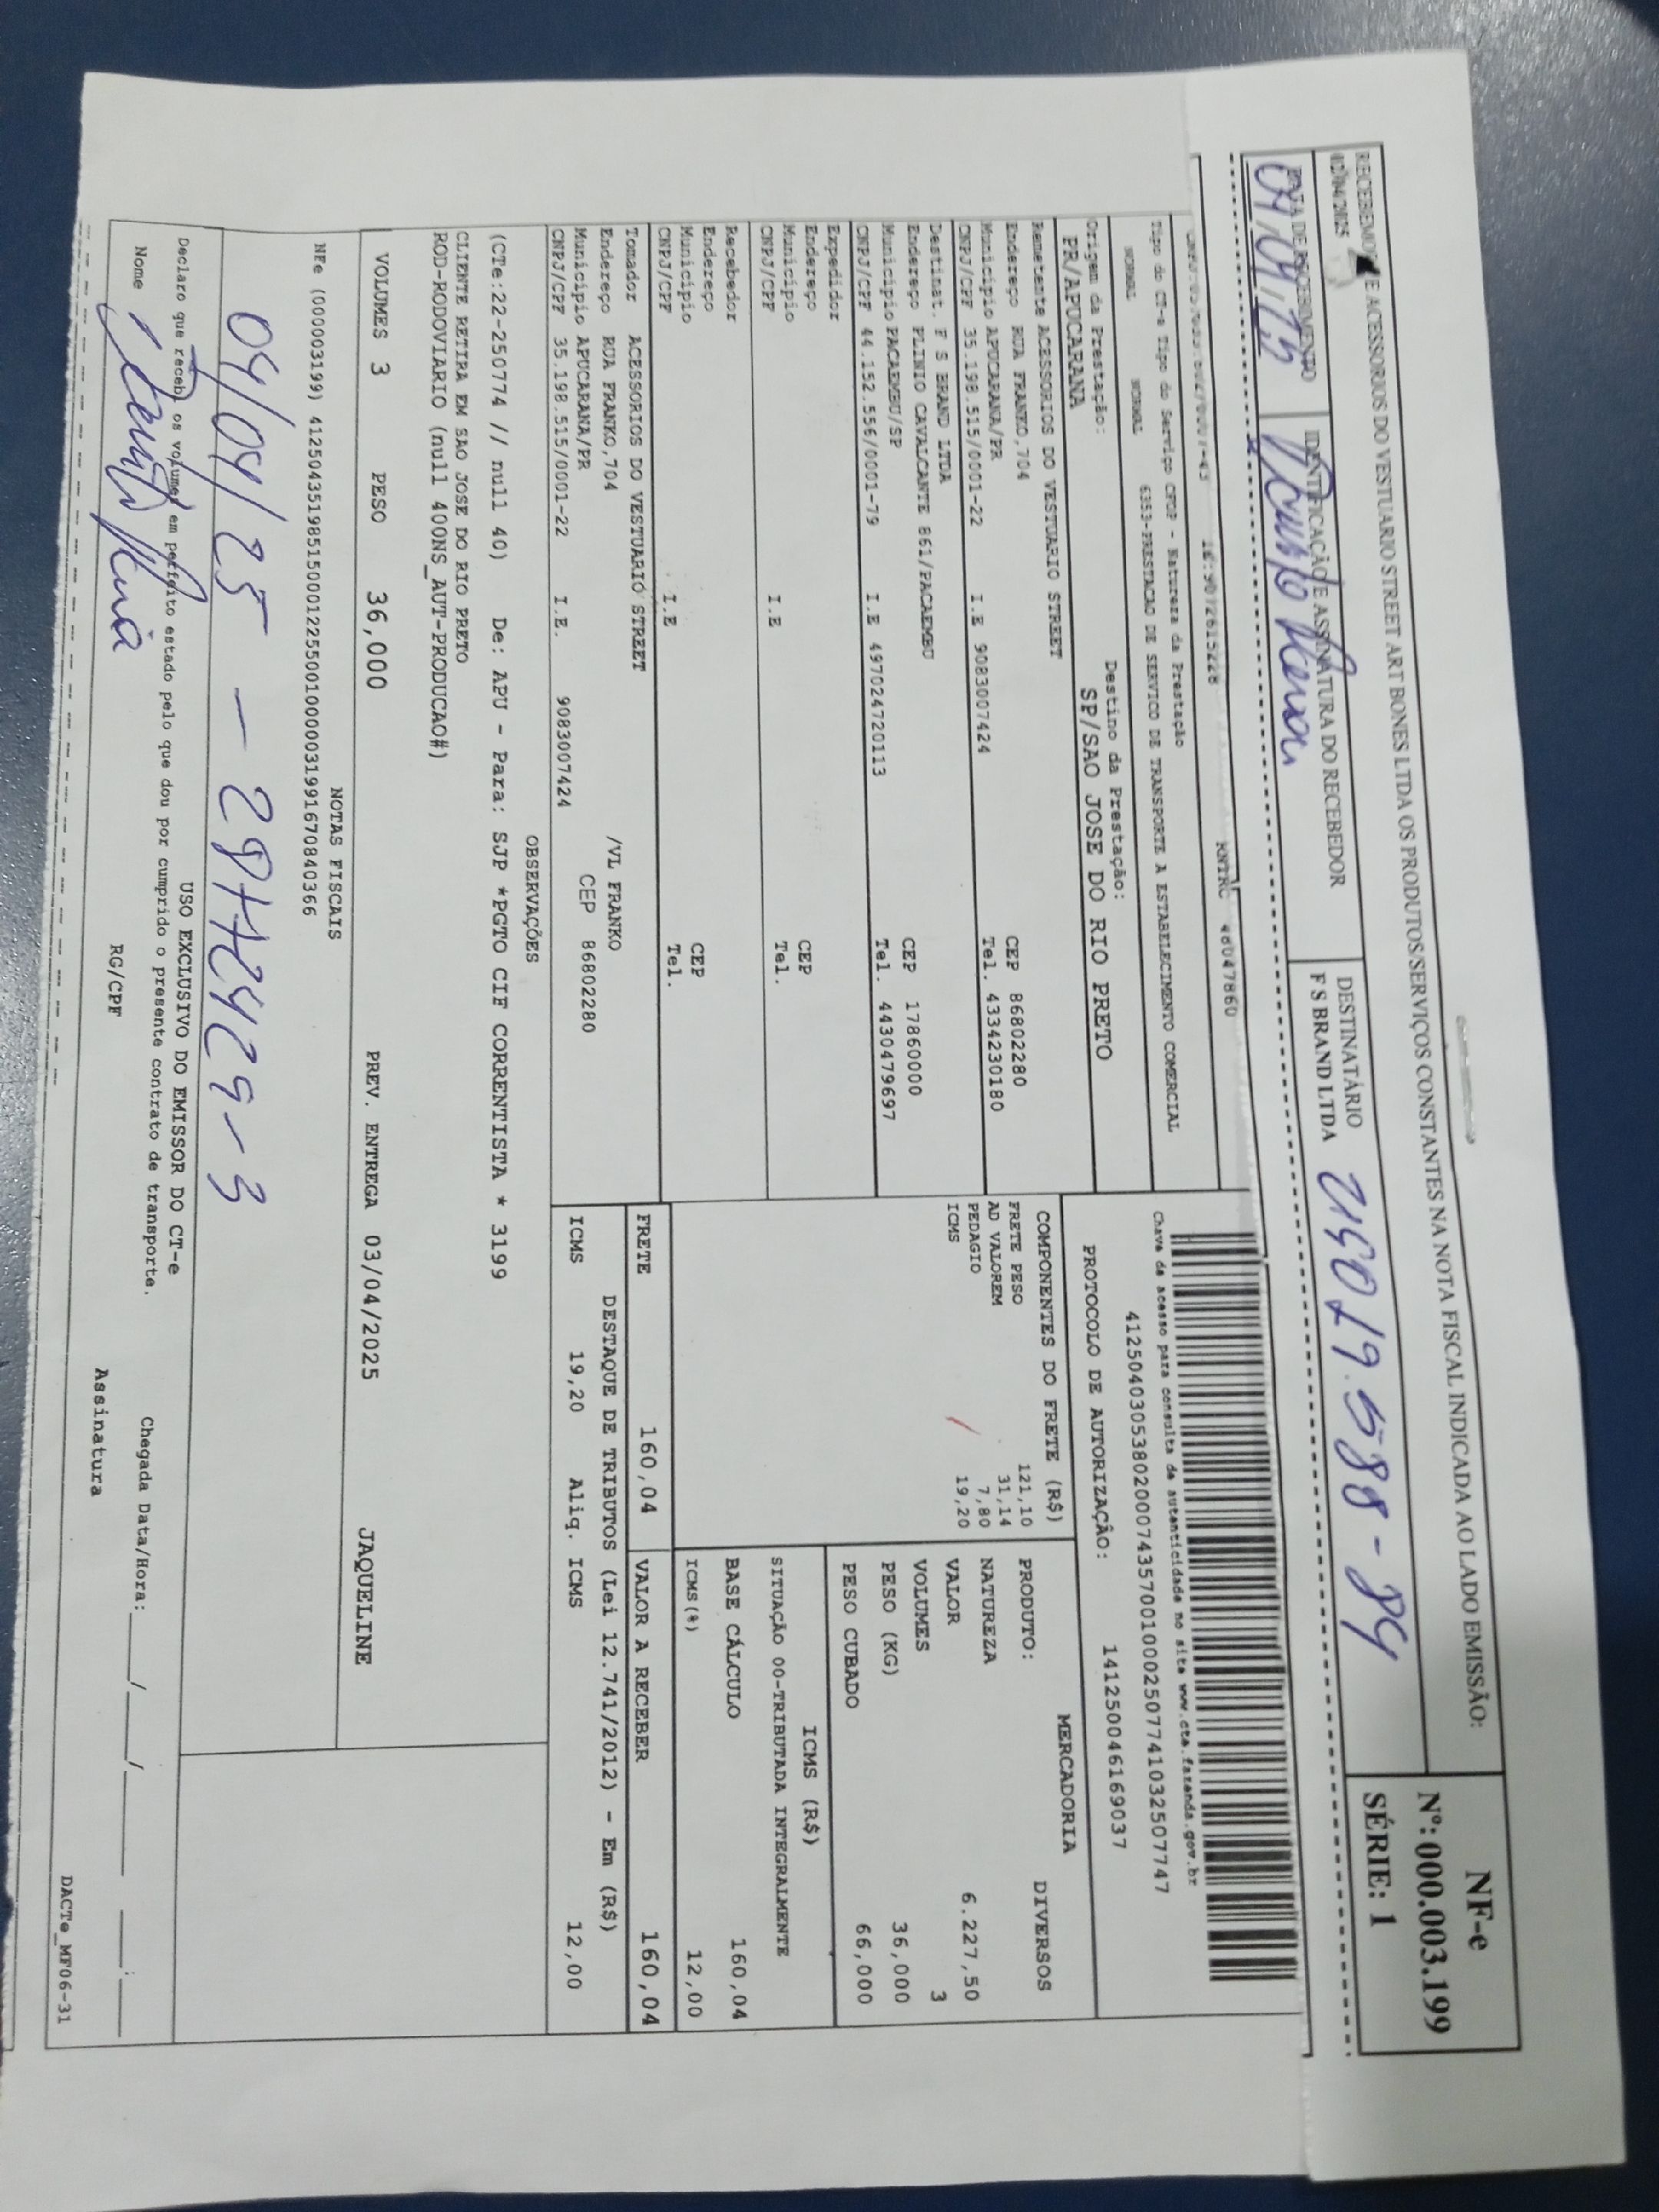 RECEBEMO E ACESSORIOS DO VESTUARIO STREET ART BONES LTDA OS PRODUTOS/SERVIÇOS CONSTANTES NA NOTA FISCAL INDICADA AO LADO EMISSÃO:
02/04/2025
NF-e
Nº: 000.003.199
SÉRIE: 1
DATA DE RECEBIMENTO
IDENTIFICAÇÃO E ASSINATURA DO RECEBEDOR
DESTINATÁRIO
F S BRAND LTDA
RNTRC 48047860
Tipo do CT-e Tipo do Serviço CFOP - Natureza da Prestação
NORMAL NORMAL 6353-PRESTACAO DE SERVICO DE TRANSPORTE A ESTABELECIMENTO COMERCIAL
Chave de acesso para consulta de autenticidade no site www.cte.fazenda.gov.br
41250403053802000743570010002507741032507747
Origem da Prestação: Destino da Prestação:
PR/APUCARANA SP/SAO JOSE DO RIO PRETO
PROTOCOLO DE AUTORIZAÇÃO: 141250046169037
Remetente ACESSORIOS DO VESTUARIO STREET
Endereço RUA FRANKO,704 CEP 86802280
Município APUCARANA/PR Tel. 4334230180
CNPJ/CPF 35.198.515/0001-22 I.E 9083007424
Destinat. F S BRAND LTDA
Endereço PLINIO CAVALCANTE 861/PACAEMBU CEP 17860000
Município PACAEMBU/SP Tel. 4430479697
CNPJ/CPF 44.152.556/0001-79 I.E 497024720113
Expedidor
Endereço CEP
Município Tel.
CNPJ/CPF I.E
Recebedor
Endereço CEP
Município Tel.
CNPJ/CPF I.E
Tomador ACESSORIOS DO VESTUARIO STREET
Endereço RUA FRANKO,704 /VL FRANKO
Município APUCARANA/PR CEP 86802280
CNPJ/CPF 35.198.515/0001-22 I.E. 9083007424
COMPONENTES DO FRETE (R$)
FRETE PESO 121,10
AD VALOREM 31,14
PEDAGIO 7,80
ICMS 19,20
MERCADORIA
PRODUTO: DIVERSOS
NATUREZA
VALOR 6.227,50
VOLUMES 3
PESO (KG) 36,000
PESO CUBADO 66,000
ICMS (R$)
SITUAÇÃO 00-TRIBUTADA INTEGRALMENTE
BASE CÁLCULO 160,04
ICMS(%) 12,00
FRETE 160,04 VALOR A RECEBER 160,04
DESTAQUE DE TRIBUTOS (Lei 12.741/2012) - Em (R$)
ICMS 19,20 Aliq. ICMS 12,00
OBSERVAÇÕES
(CTe:22-250774 // null 40) De: APU - Para: SJP *PGTO CIF CORRENTISTA * 3199
CLIENTE RETIRA EM SAO JOSE DO RIO PRETO
ROD-RODOVIARIO (null 40ONS_AUT-PRODUCAO#)
VOLUMES 3 PESO 36,000 PREV. ENTREGA 03/04/2025 JAQUELINE
NOTAS FISCAIS
NFe (000003199) 41250435198515000122550010000031991670840366
04/04/25
USO EXCLUSIVO DO EMISSOR DO CT-e
Declaro que recebi os volumes em perfeito estado pelo que dou por cumprido o presente contrato de transporte.
Chegada Data/Hora: ____/____/______ ____:____
Nome RG/CPF Assinatura
DACTe_MF06-31